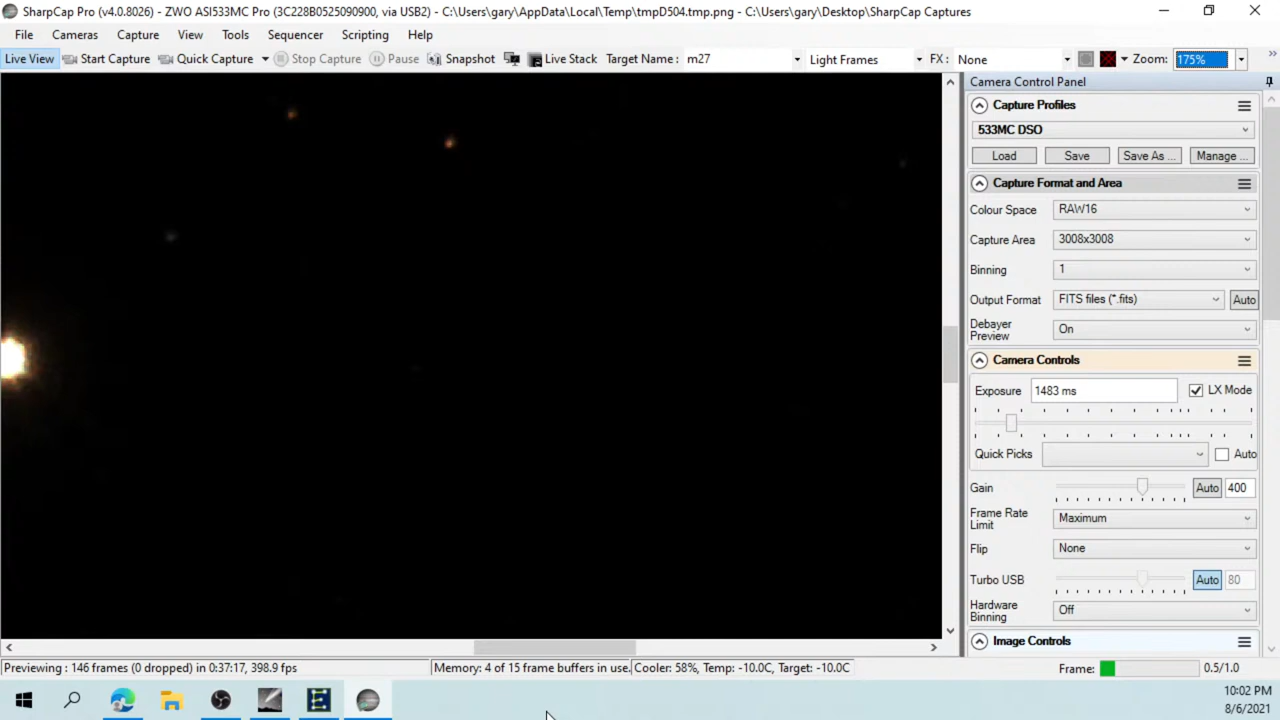 SharpCap Pro (v4.0.8026) - ZWO ASI533MC Pro (3C228B0525090900, via USB2) - C:\Users\gary\AppData\Local\Temp\tmpD504.tmp.png - C:\Users\gary\Desktop\SharpCap Captures
File Cameras Capture View Tools Sequencer Scripting Help
Live View Start Capture Quick Capture Stop Capture Pause Snapshot Live Stack Target Name: m27 Light Frames FX: None Zoom: 175% »
Camera Control Panel
Capture Profiles
533MC DSO
Load Save Save As ... Manage ...
Capture Format and Area
Colour Space RAW16
Capture Area 3008x3008
Binning 1
Output Format FITS files (*.fits) Auto
Debayer
Preview On
Camera Controls
Exposure 1483 ms LX Mode
Quick Picks Auto
Gain Auto 400
Frame Rate
Limit Maximum
Flip None
Turbo USB Auto 80
Hardware
Binning Off
Image Controls
Previewing : 146 frames (0 dropped) in 0:37:17, 398.9 fps Memory: 4 of 15 frame buffers in use. Cooler: 58%, Temp: -10.0C, Target: -10.0C Frame: 0.5/1.0
10:02 PM
8/6/2021